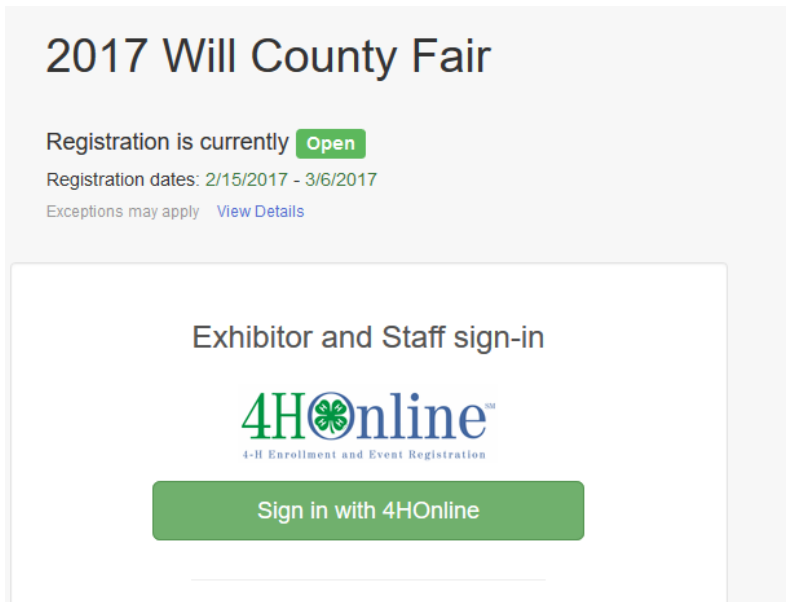 2017 Will County Fair
Registration is currently Open
Registration dates: 2/15/2017 - 3/6/2017
Exceptions may apply View Details
Exhibitor and Staff sign-in
4HOnline℠
4-H Enrollment and Event Registration
Sign in with 4HOnline